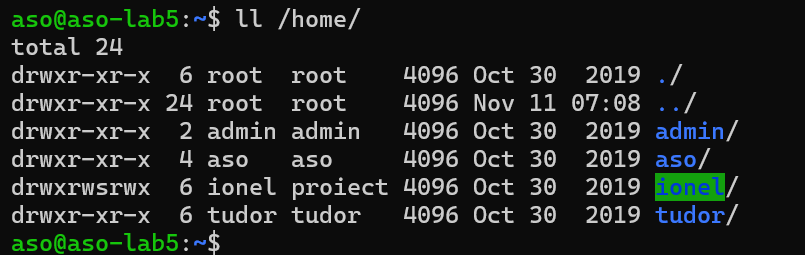 aso@aso-lab5:~$ ll /home/
total 24
drwxr-xr-x  6 root  root    4096 Oct 30  2019 ./
drwxr-xr-x 24 root  root    4096 Nov 11 07:08 ../
drwxr-xr-x  2 admin admin   4096 Oct 30  2019 admin/
drwxr-xr-x  4 aso   aso     4096 Oct 30  2019 aso/
drwxrwsrwx  6 ionel proiect 4096 Oct 30  2019 ionel/
drwxr-xr-x  6 tudor tudor   4096 Oct 30  2019 tudor/
aso@aso-lab5:~$